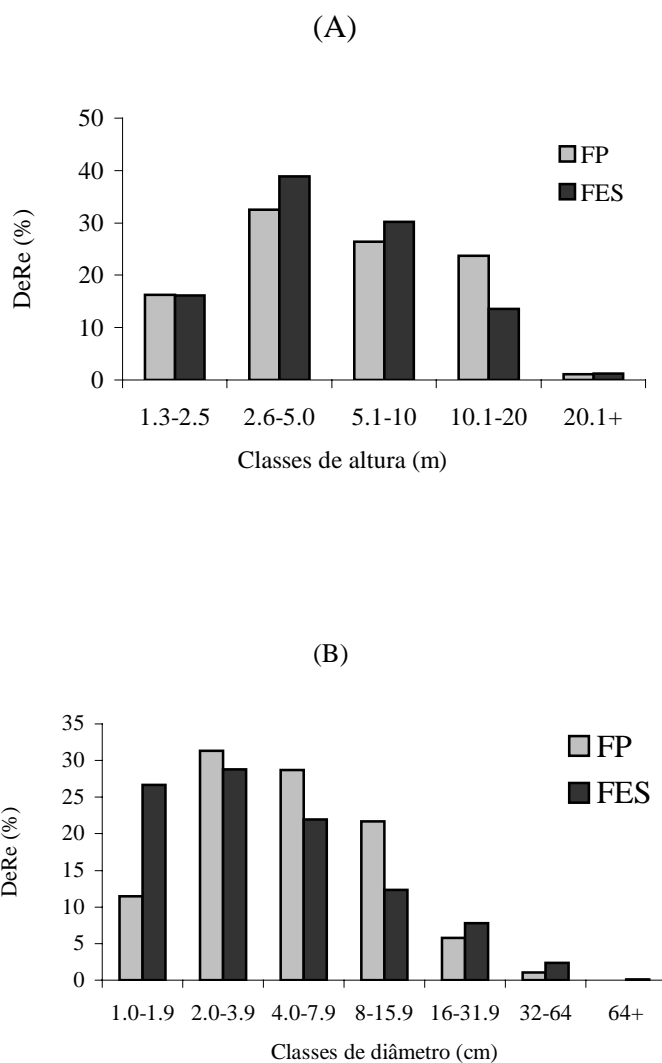 (A)
50
40
30
20
10
0
DeRe (%)
FP
FES
1.3-2.5 2.6-5.0 5.1-10 10.1-20 20.1+
Classes de altura (m)
(B)
35
30
25
20
15
10
5
0
DeRe (%)
FP
FES
1.0-1.9 2.0-3.9 4.0-7.9 8-15.9 16-31.9 32-64 64+
Classes de diâmetro (cm)